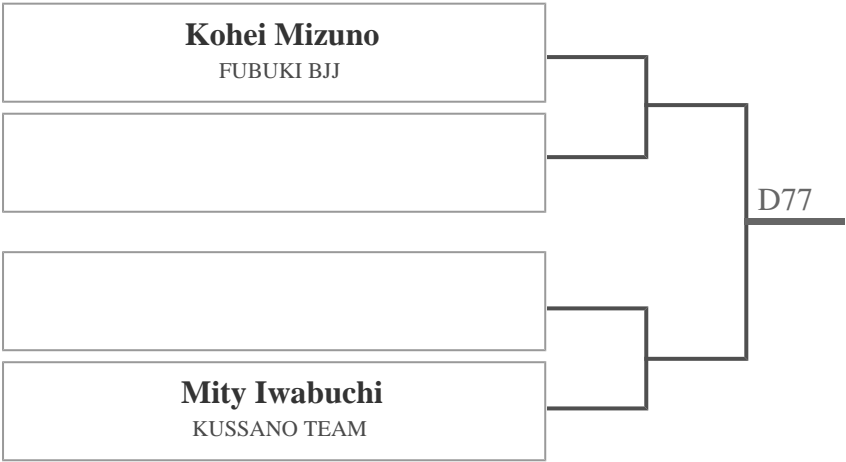 Kohei Mizuno
FUBUKI BJJ
D77
Mity Iwabuchi
KUSSANO TEAM